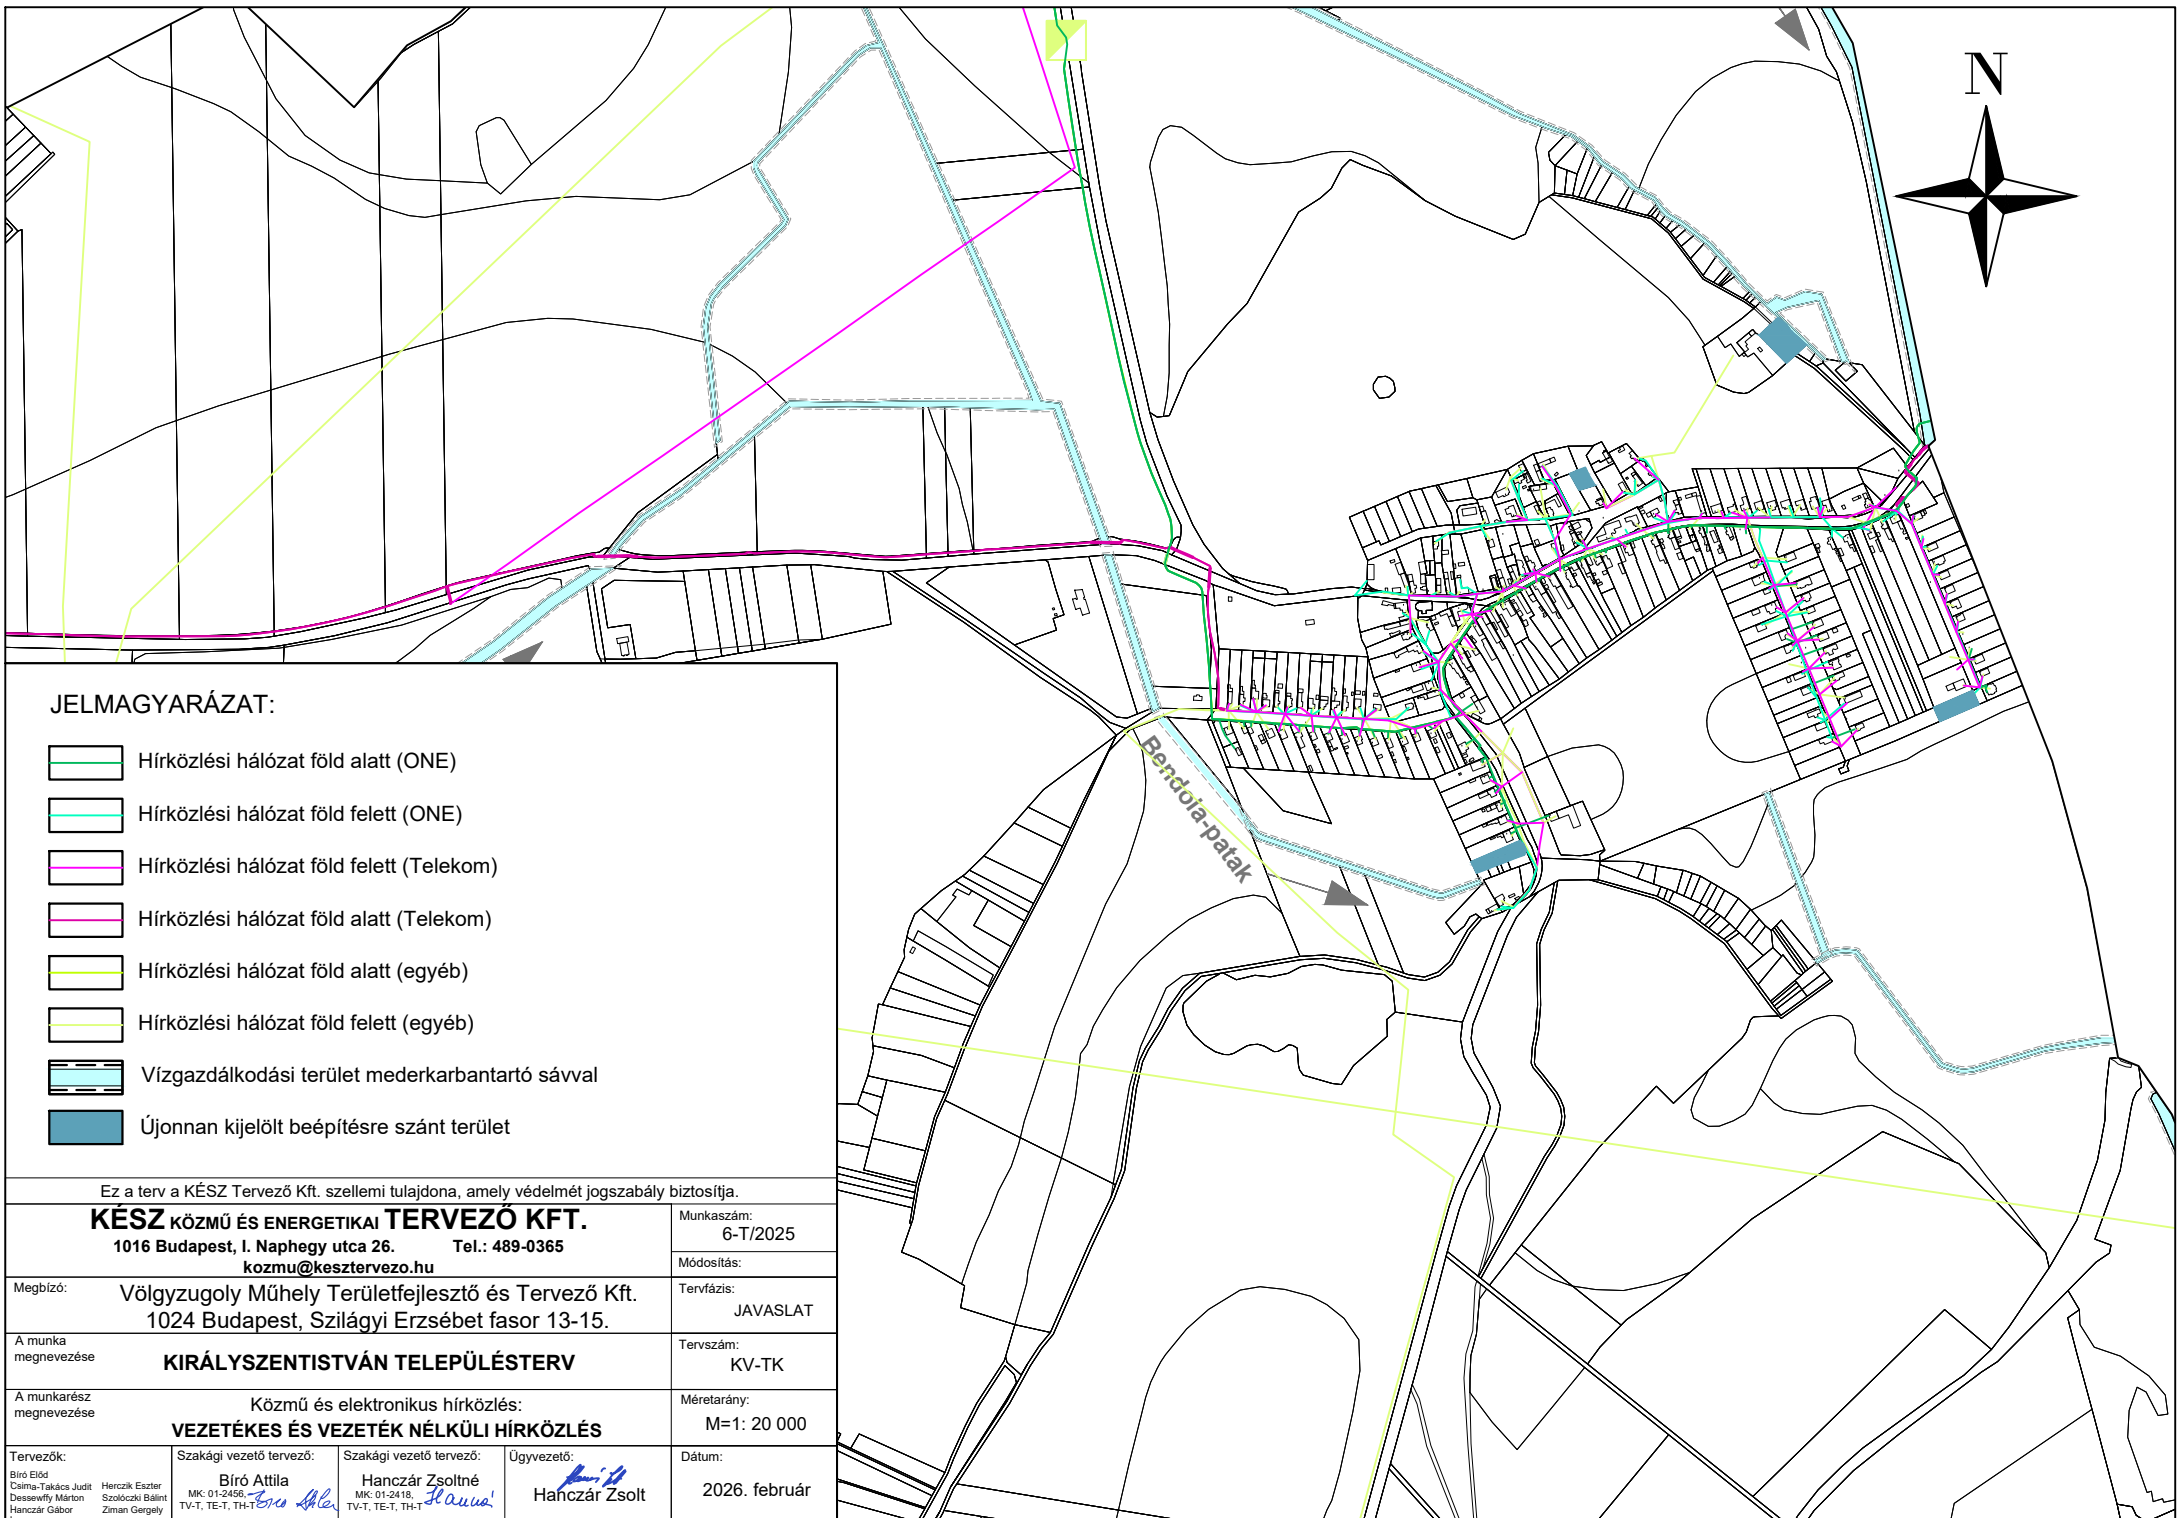 N
Bendola-patak
JELMAGYARÁZAT:
Hírközlési hálózat föld alatt (ONE)
Hírközlési hálózat föld felett (ONE)
Hírközlési hálózat föld felett (Telekom)
Hírközlési hálózat föld alatt (Telekom)
Hírközlési hálózat föld alatt (egyéb)
Hírközlési hálózat föld felett (egyéb)
Vízgazdálkodási terület mederkarbantartó sávval
Újonnan kijelölt beépítésre szánt terület
Ez a terv a KÉSZ Tervező Kft. szellemi tulajdona, amely védelmét jogszabály biztosítja.
KÉSZ KÖZMŰ ÉS ENERGETIKAI TERVEZŐ KFT.
1016 Budapest, I. Naphegy utca 26. Tel.: 489-0365
kozmu@kesztervezo.hu
Munkaszám:
6-T/2025
Módosítás:
Megbízó:
Völgyzugoly Műhely Területfejlesztő és Tervező Kft.
1024 Budapest, Szilágyi Erzsébet fasor 13-15.
Tervfázis:
JAVASLAT
A munka
megnevezése
KIRÁLYSZENTISTVÁN TELEPÜLÉSTERV
Tervszám:
KV-TK
A munkarész
megnevezése
Közmű és elektronikus hírközlés:
VEZETÉKES ÉS VEZETÉK NÉLKÜLI HÍRKÖZLÉS
Méretarány:
M=1: 20 000
Tervezők:
Bíró Előd
Csima-Takács Judit Herczik Eszter
Dessewffy Márton Szolóczki Bálint
Hanczár Gábor Ziman Gergely
Szakági vezető tervező:
Bíró Attila
MK: 01-2456,
TV-T, TE-T, TH-T
Szakági vezető tervező:
Hanczár Zsoltné
MK: 01-2418,
TV-T, TE-T, TH-T
Ügyvezető:
Hanczár Zsolt
Dátum:
2026. február